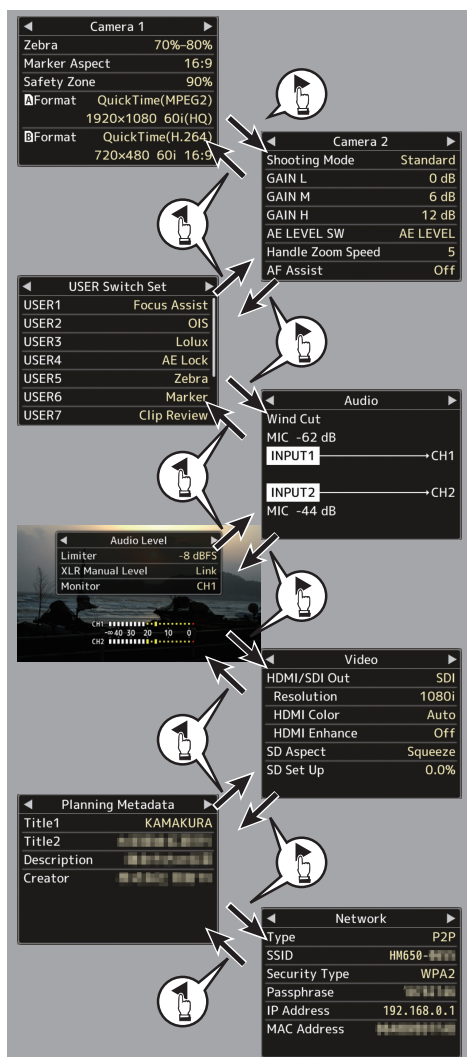 ◀ Camera 1 ▶
Zebra 70%–80%
Marker Aspect 16:9
Safety Zone 90%
A Format QuickTime(MPEG2)
1920×1080 60i(HQ)
B Format QuickTime(H.264)
720×480 60i 16:9
◀ Camera 2 ▶
Shooting Mode Standard
GAIN L 0 dB
GAIN M 6 dB
GAIN H 12 dB
AE LEVEL SW AE LEVEL
Handle Zoom Speed 5
AF Assist Off
◀ USER Switch Set ▶
USER1 Focus Assist
USER2 OIS
USER3 Lolux
USER4 AE Lock
USER5 Zebra
USER6 Marker
USER7 Clip Review
◀ Audio ▶
Wind Cut
MIC -62 dB
INPUT1 → CH1
INPUT2 → CH2
MIC -44 dB
◀ Audio Level ▶
Limiter -8 dBFS
XLR Manual Level Link
Monitor CH1
CH1
-∞ 40 30 20 10 0
CH2
◀ Video ▶
HDMI/SDI Out SDI
Resolution 1080i
HDMI Color Auto
HDMI Enhance Off
SD Aspect Squeeze
SD Set Up 0.0%
◀ Planning Metadata ▶
Title1 KAMAKURA
Title2
Description
Creator
◀ Network ▶
Type P2P
SSID HM650-
Security Type WPA2
Passphrase
IP Address 192.168.0.1
MAC Address